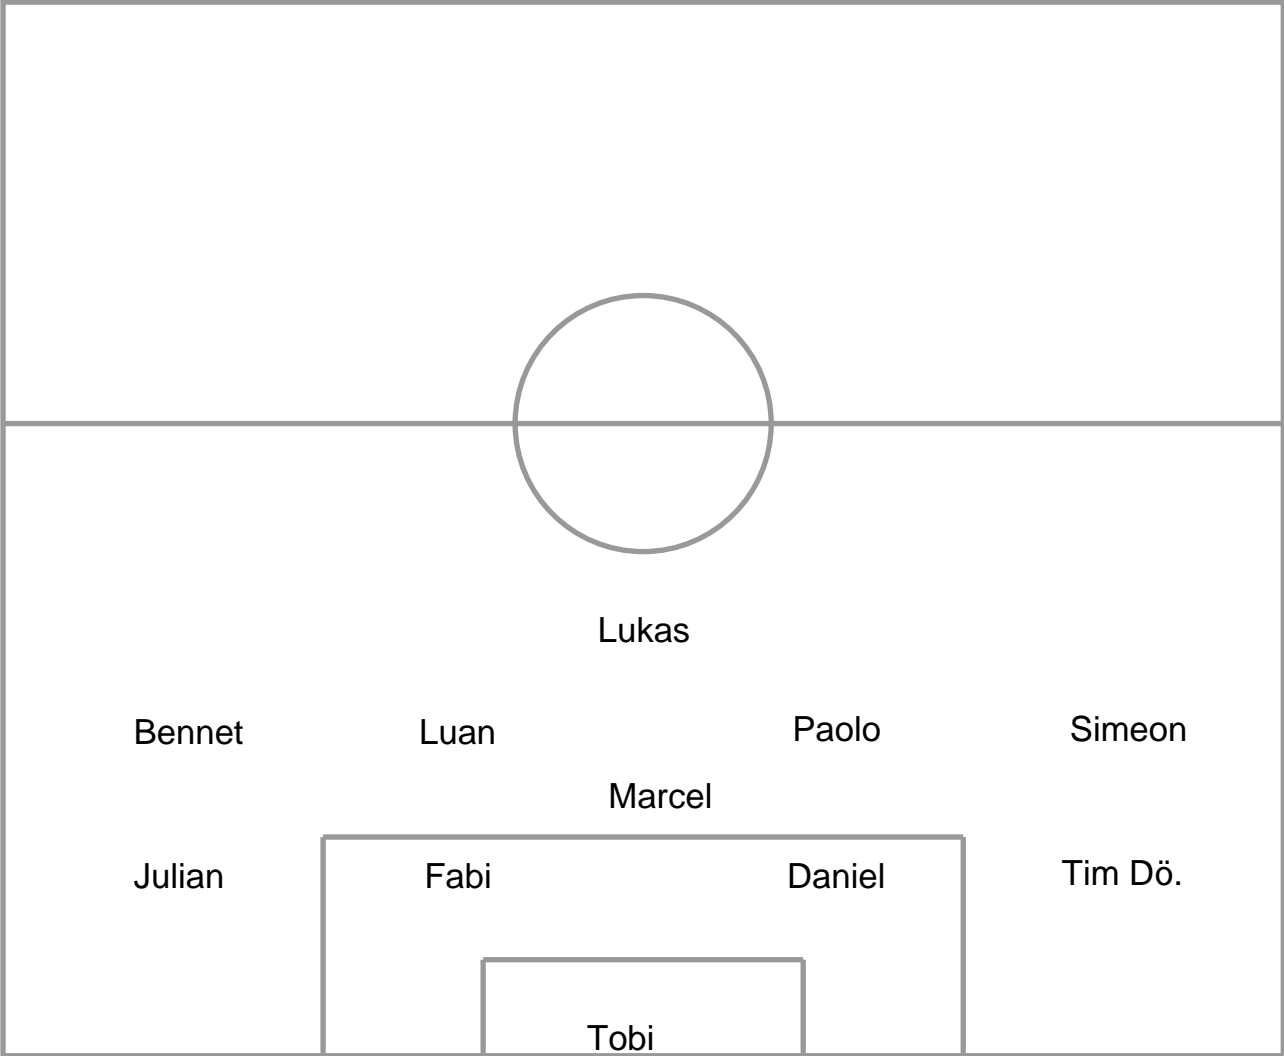 Lukas
Bennet Luan Paolo Simeon
Marcel
Julian Fabi Daniel Tim Dö.
Tobi